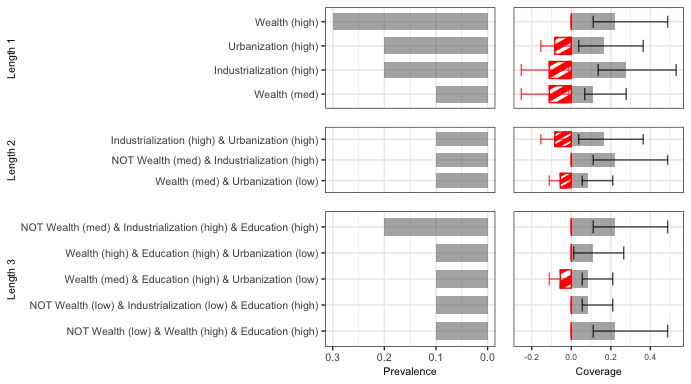 Length 1
Wealth (high)
Urbanization (high)
Industrialization (high)
Wealth (med)
Length 2
Industrialization (high) & Urbanization (high)
NOT Wealth (med) & Industrialization (high)
Wealth (med) & Urbanization (low)
Length 3
NOT Wealth (med) & Industrialization (high) & Education (high)
Wealth (high) & Education (high) & Urbanization (low)
Wealth (med) & Education (high) & Urbanization (low)
NOT Wealth (low) & Industrialization (low) & Education (high)
NOT Wealth (low) & Wealth (high) & Education (high)
0.3 0.2 0.1 0.0
-0.2 0.0 0.2 0.4
Prevalence
Coverage